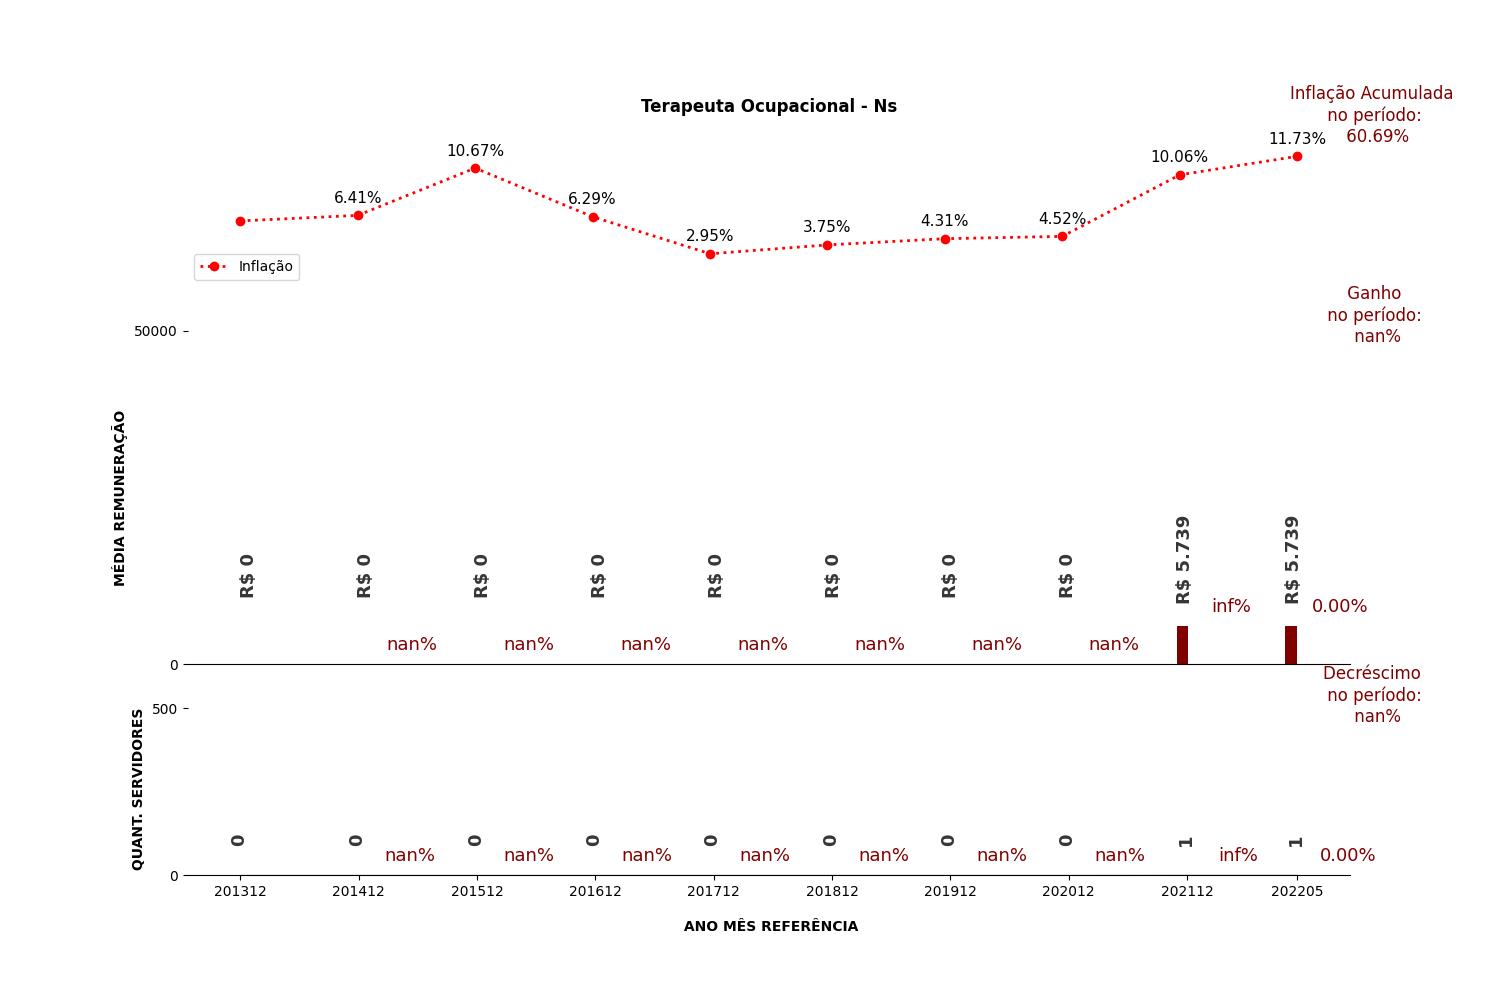 Terapeuta Ocupacional - Ns
Inflação Acumulada
no período:
60.69%
6.41%
10.67%
6.29%
2.95%
3.75%
4.31%
4.52%
10.06%
11.73%
Inflação
Ganho
no período:
nan%
50000
0
MÉDIA REMUNERAÇÃO
R$ 0
R$ 0
R$ 0
R$ 0
R$ 0
R$ 0
R$ 0
R$ 0
R$ 5.739
R$ 5.739
nan%
nan%
nan%
nan%
nan%
nan%
nan%
inf%
0.00%
Decréscimo
no período:
nan%
500
0
QUANT. SERVIDORES
0
0
0
0
0
0
0
0
1
1
nan%
nan%
nan%
nan%
nan%
nan%
nan%
inf%
0.00%
201312
201412
201512
201612
201712
201812
201912
202012
202112
202205
ANO MÊS REFERÊNCIA